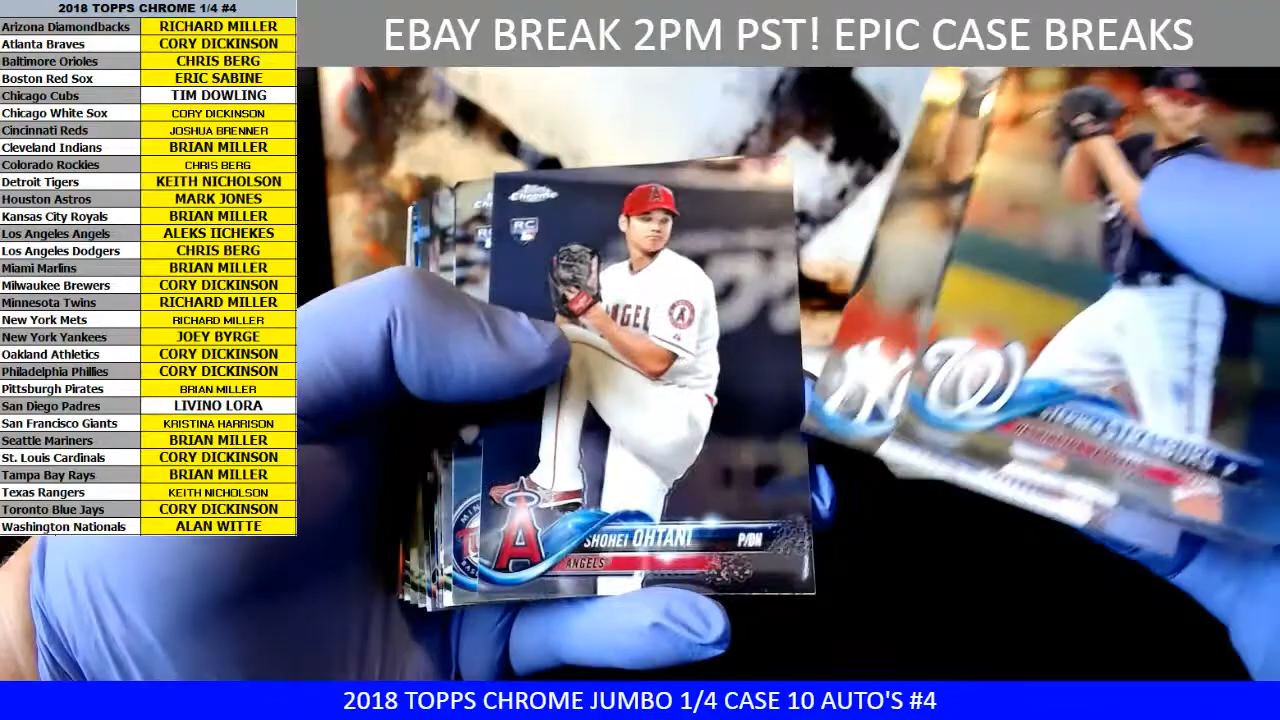 2018 TOPPS CHROME 1/4 #4
Arizona Diamondbacks RICHARD MILLER
Atlanta Braves CORY DICKINSON
Baltimore Orioles CHRIS BERG
Boston Red Sox ERIC SABINE
Chicago Cubs TIM DOWLING
Chicago White Sox CORY DICKINSON
Cincinnati Reds JOSHUA BRENNER
Cleveland Indians BRIAN MILLER
Colorado Rockies CHRIS BERG
Detroit Tigers KEITH NICHOLSON
Houston Astros MARK JONES
Kansas City Royals BRIAN MILLER
Los Angeles Angels ALEKS IICHEKES
Los Angeles Dodgers CHRIS BERG
Miami Marlins BRIAN MILLER
Milwaukee Brewers CORY DICKINSON
Minnesota Twins RICHARD MILLER
New York Mets RICHARD MILLER
New York Yankees JOEY BYRGE
Oakland Athletics CORY DICKINSON
Philadelphia Phillies CORY DICKINSON
Pittsburgh Pirates BRIAN MILLER
San Diego Padres LIVINO LORA
San Francisco Giants KRISTINA HARRISON
Seattle Mariners BRIAN MILLER
St. Louis Cardinals CORY DICKINSON
Tampa Bay Rays BRIAN MILLER
Texas Rangers KEITH NICHOLSON
Toronto Blue Jays CORY DICKINSON
Washington Nationals ALAN WITTE
EBAY BREAK 2PM PST! EPIC CASE BREAKS
Topps
Chrome
RC
ANGEL
A
A
SHOHEI OHTANI P/DH
ANGELS
NY
W
STEPHEN STRASBURG P
2018 TOPPS CHROME JUMBO 1/4 CASE 10 AUTO'S #4